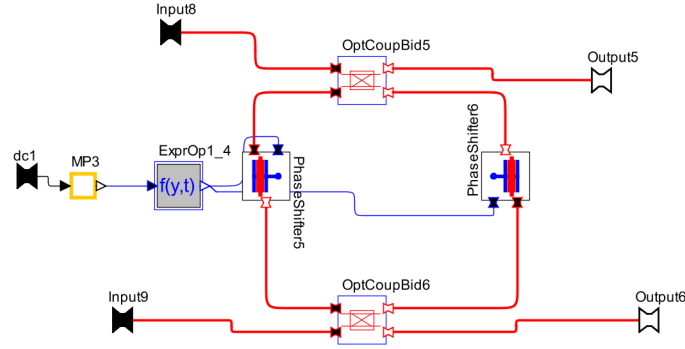 Input8
OptCoupBid5
Output5
dc1
MP3
ExprOp1_4
f(y,t)
PhaseShifter5
PhaseShifter6
Input9
OptCoupBid6
Output6